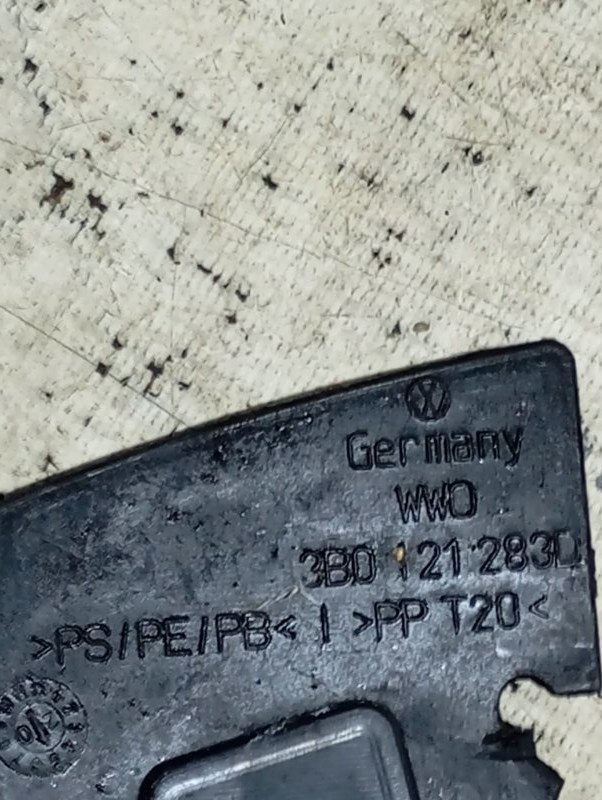 Germany
WWO
3B0 121 283D
>PS/PE/PB< | >PP T20<